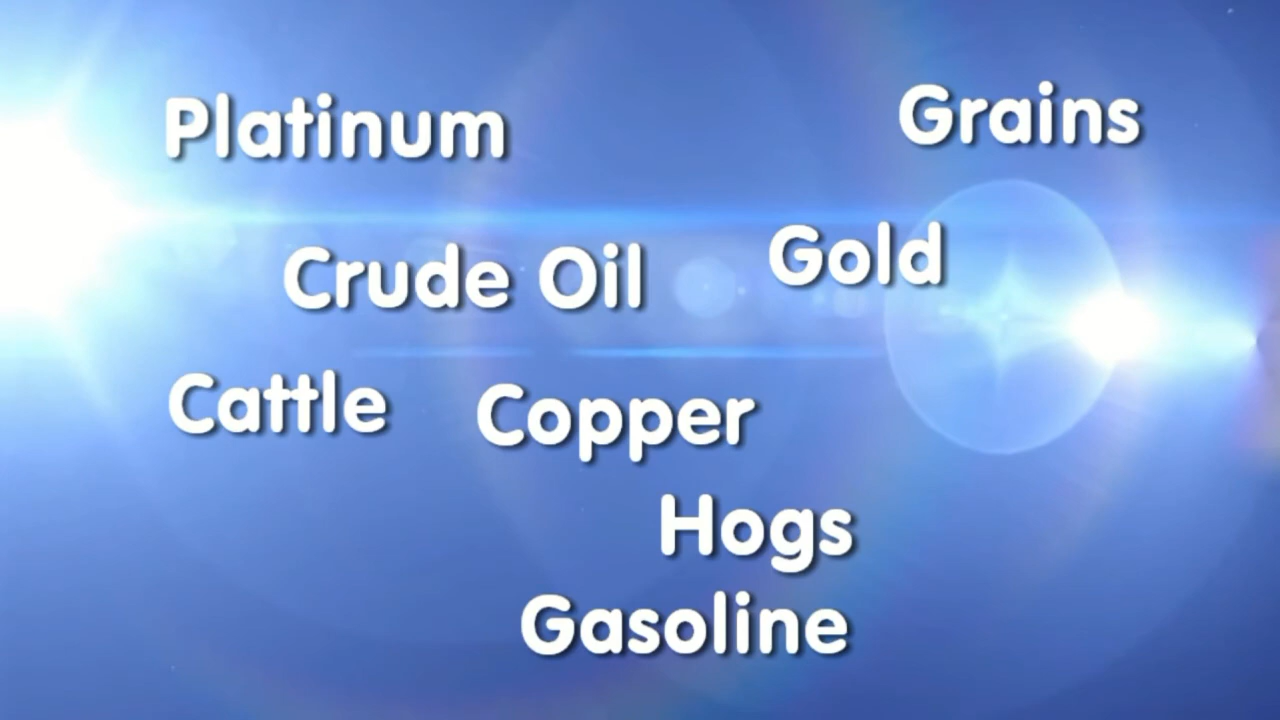 Platinum
Grains
Crude Oil
Gold
Cattle
Copper
Hogs
Gasoline